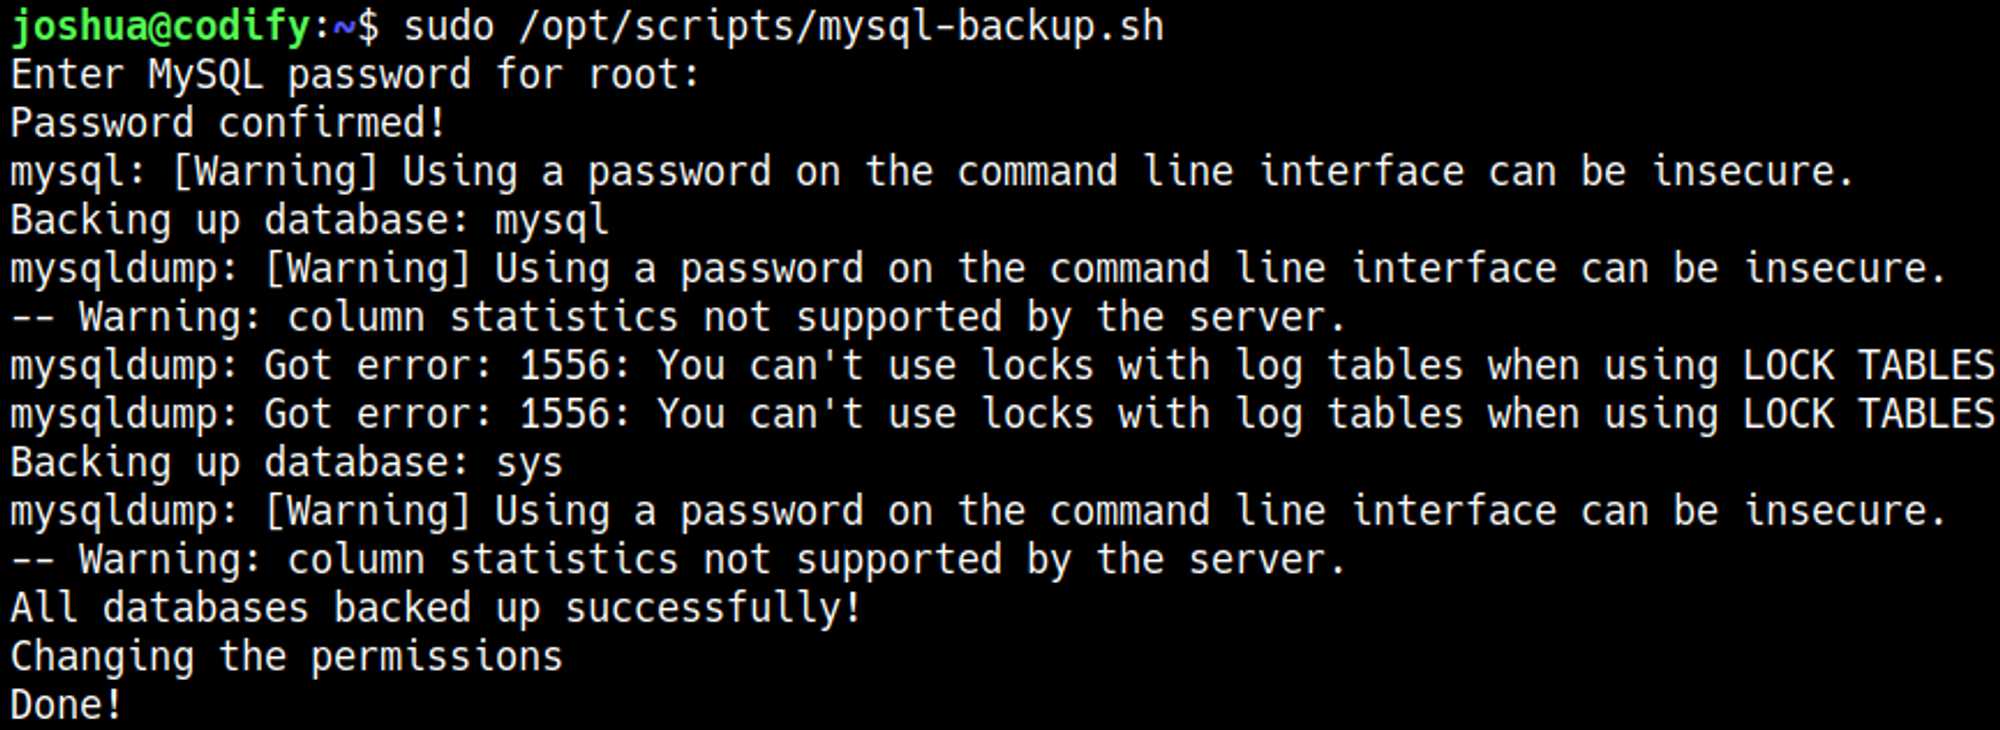 joshua@codify:~$ sudo /opt/scripts/mysql-backup.sh
Enter MySQL password for root:
Password confirmed!
mysql: [Warning] Using a password on the command line interface can be insecure.
Backing up database: mysql
mysqldump: [Warning] Using a password on the command line interface can be insecure.
-- Warning: column statistics not supported by the server.
mysqldump: Got error: 1556: You can't use locks with log tables when using LOCK TABLES
mysqldump: Got error: 1556: You can't use locks with log tables when using LOCK TABLES
Backing up database: sys
mysqldump: [Warning] Using a password on the command line interface can be insecure.
-- Warning: column statistics not supported by the server.
All databases backed up successfully!
Changing the permissions
Done!